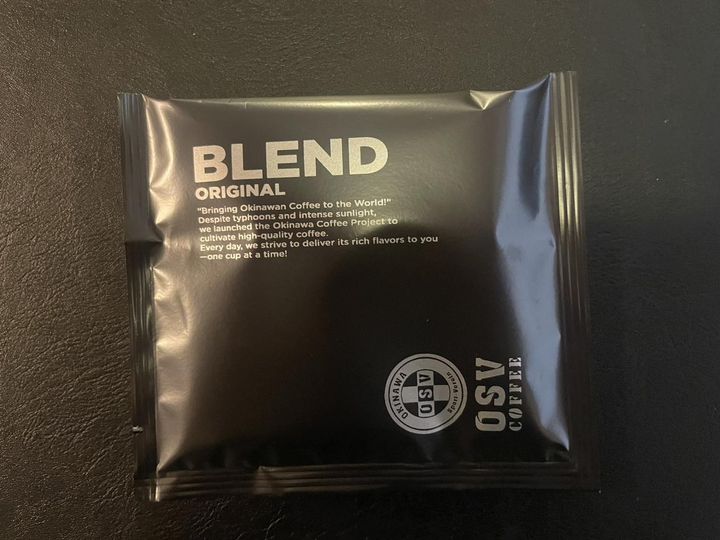 BLEND
ORIGINAL
"Bringing Okinawan Coffee to the World!"
Despite typhoons and intense sunlight,
we launched the Okinawa Coffee Project to
cultivate high-quality coffee.
Every day, we strive to deliver its rich flavors to you
—one cup at a time!
OKINAWA
OSV
Sport-Verein
OSV
COFFEE